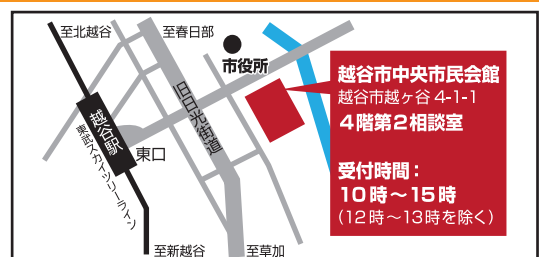 至北越谷
至春日部
市役所
越谷市中央市民会館
越谷市越ヶ谷 4-1-1
4階第2相談室
受付時間：
10時～15時
(12時～13時を除く)
旧日光街道
越谷駅
東口
東武スカイツリーライン
至新越谷
至草加